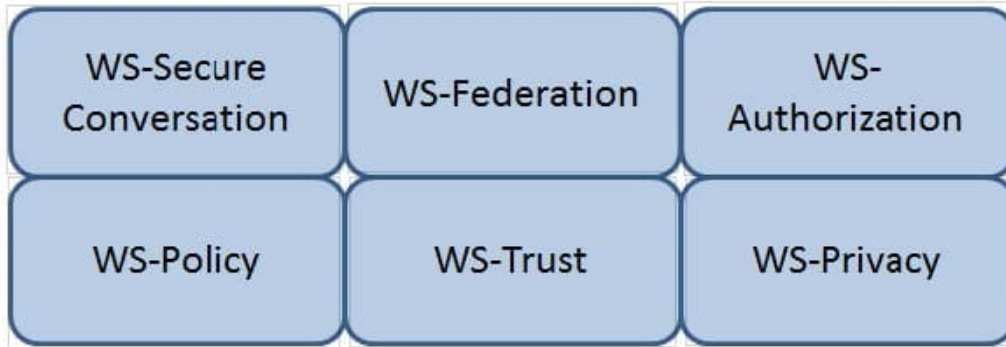 WS-Secure
Conversation
WS-Federation
WS-
Authorization
WS-Policy
WS-Trust
WS-Privacy